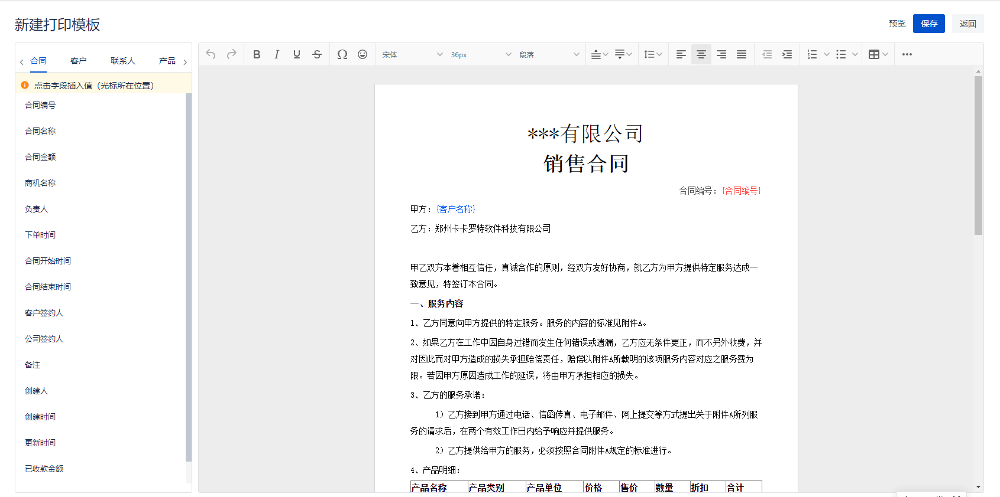 新建打印模板
预览 保存 返回
合同 客户 联系人 产品
点击字段插入值（光标所在位置）
合同编号
合同名称
合同金额
商机名称
负责人
下单时间
合同开始时间
合同结束时间
客户签约人
公司签约人
备注
创建人
创建时间
更新时间
已收款金额
宋体 36px 段落
***有限公司
销售合同
合同编号：{合同编号}
甲方：{客户名称}
乙方：郑州卡卡罗特软件科技有限公司
甲乙双方本着相互信任，真诚合作的原则，经双方友好协商，就乙方为甲方提供特定服务达成一
致意见，特签订本合同。
一、服务内容
1、乙方同意向甲方提供的特定服务。服务的内容的标准见附件A。
2、如果乙方在工作中因自身过错而发生任何错误或遗漏，乙方应无条件更正，而不另外收费，并
对因此而对甲方造成的损失承担赔偿责任，赔偿以附件A所载明的该项服务内容对应之服务费为
限。若因甲方原因造成工作的延误，将由甲方承担相应的损失。
3、乙方的服务承诺：
1）乙方接到甲方通过电话、信函传真、电子邮件、网上提交等方式提出关于附件A所列服
务的请求后，在两个有效工作日内给予响应并提供服务。
2）乙方提供给甲方的服务，必须按照合同附件A规定的标准进行。
4、产品明细：
产品名称 产品类别 产品单位 价格 售价 数量 折扣 合计